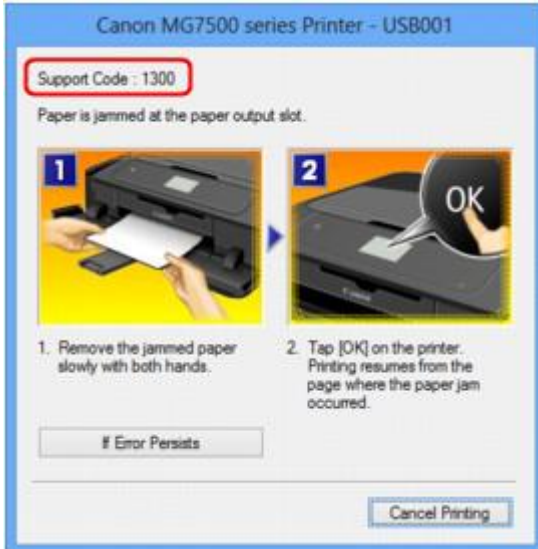 Canon MG7500 series Printer - USB001
Support Code : 1300
Paper is jammed at the paper output slot.
1
2
OK
Canon
1. Remove the jammed paper
slowly with both hands.
2. Tap [OK] on the printer.
Printing resumes from the
page where the paper jam
occurred.
If Error Persists
Cancel Printing